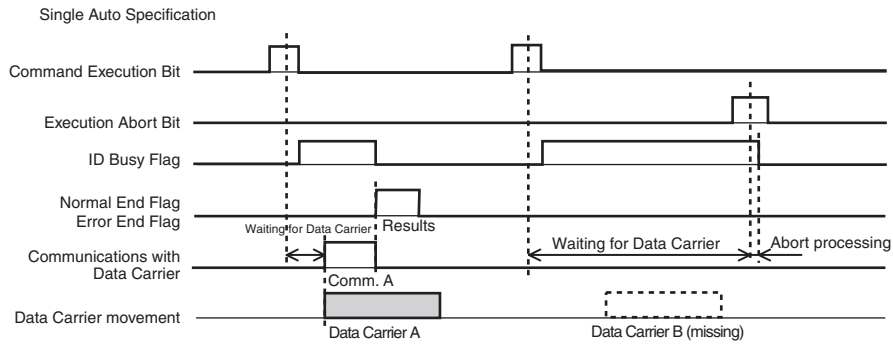 Single Auto Specification
Command Execution Bit
Execution Abort Bit
ID Busy Flag
Normal End Flag
Error End Flag
Waiting for Data Carrier
Results
Waiting for Data Carrier
Abort processing
Communications with
Data Carrier
Comm. A
Data Carrier movement
Data Carrier A
Data Carrier B (missing)